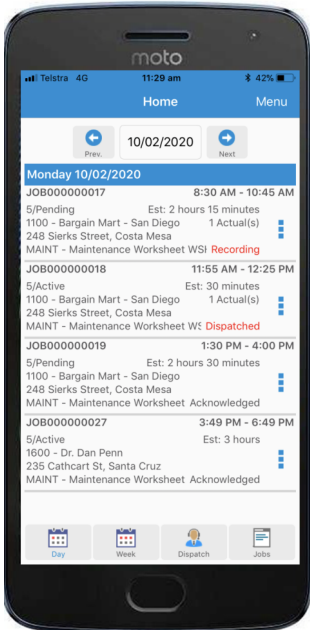 moto
Telstra 4G 11:29 am 42%
Home Menu
Prev. 10/02/2020 Next
Monday 10/02/2020
JOB000000017 8:30 AM - 10:45 AM
5/Pending Est: 2 hours 15 minutes
1100 - Bargain Mart - San Diego 1 Actual(s)
248 Sierks Street, Costa Mesa
MAINT - Maintenance Worksheet WSH Recording
JOB000000018 11:55 AM - 12:25 PM
5/Active Est: 30 minutes
1100 - Bargain Mart - San Diego 1 Actual(s)
248 Sierks Street, Costa Mesa
MAINT - Maintenance Worksheet WS Dispatched
JOB000000019 1:30 PM - 4:00 PM
5/Pending Est: 2 hours 30 minutes
1100 - Bargain Mart - San Diego
248 Sierks Street, Costa Mesa
MAINT - Maintenance Worksheet Acknowledged
JOB000000027 3:49 PM - 6:49 PM
5/Active Est: 3 hours
1600 - Dr. Dan Penn
235 Cathcart St, Santa Cruz
MAINT - Maintenance Worksheet Acknowledged
Day Week Dispatch Jobs